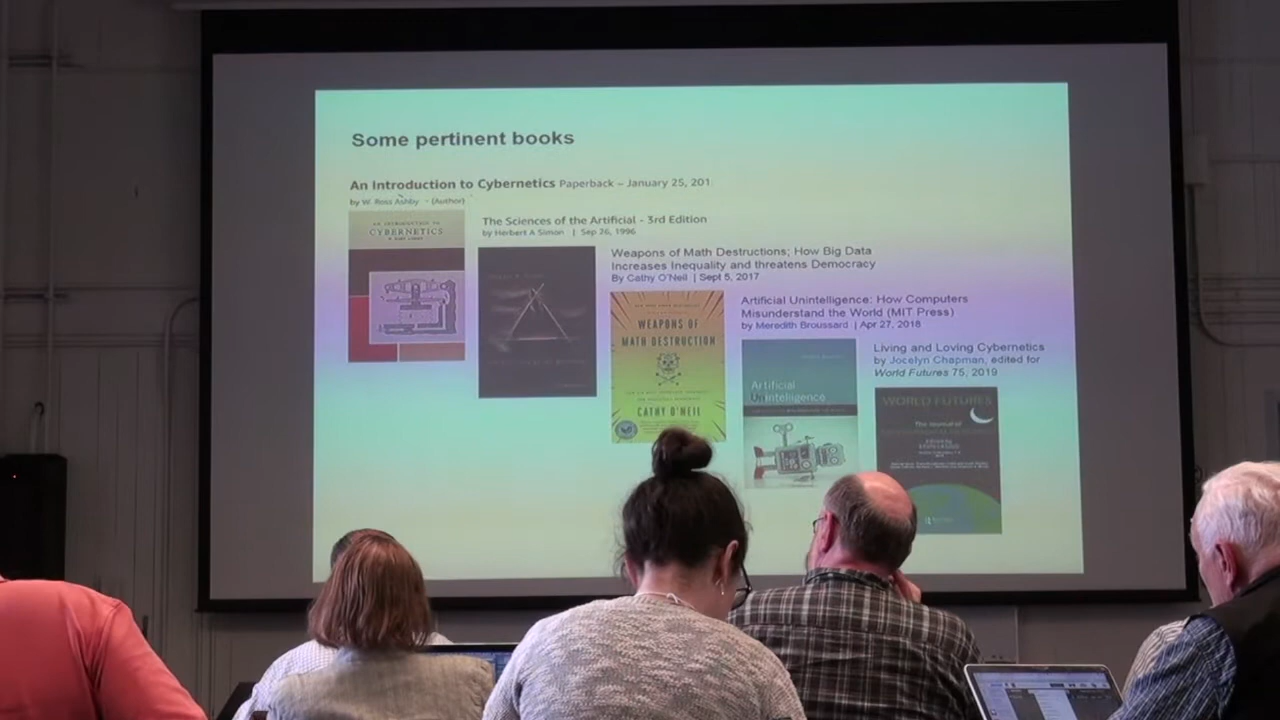 Some pertinent books
An Introduction to Cybernetics Paperback – January 25, 201
by W. Ross Ashby - (Author)
AN INTRODUCTION TO
CYBERNETICS
The Sciences of the Artificial - 3rd Edition
by Herbert A Simon | Sep 26, 1996
Weapons of Math Destructions; How Big Data
Increases Inequality and threatens Democracy
By Cathy O'Neil | Sept 5, 2017
WEAPONS OF
MATH DESTRUCTION
CATHY O'NEIL
Artificial Unintelligence: How Computers
Misunderstand the World (MIT Press)
by Meredith Broussard | Apr 27, 2018
Artificial
Unintelligence
Living and Loving Cybernetics
by Jocelyn Chapman, edited for
World Futures 75, 2019
WORLD FUTURES
The Journal of